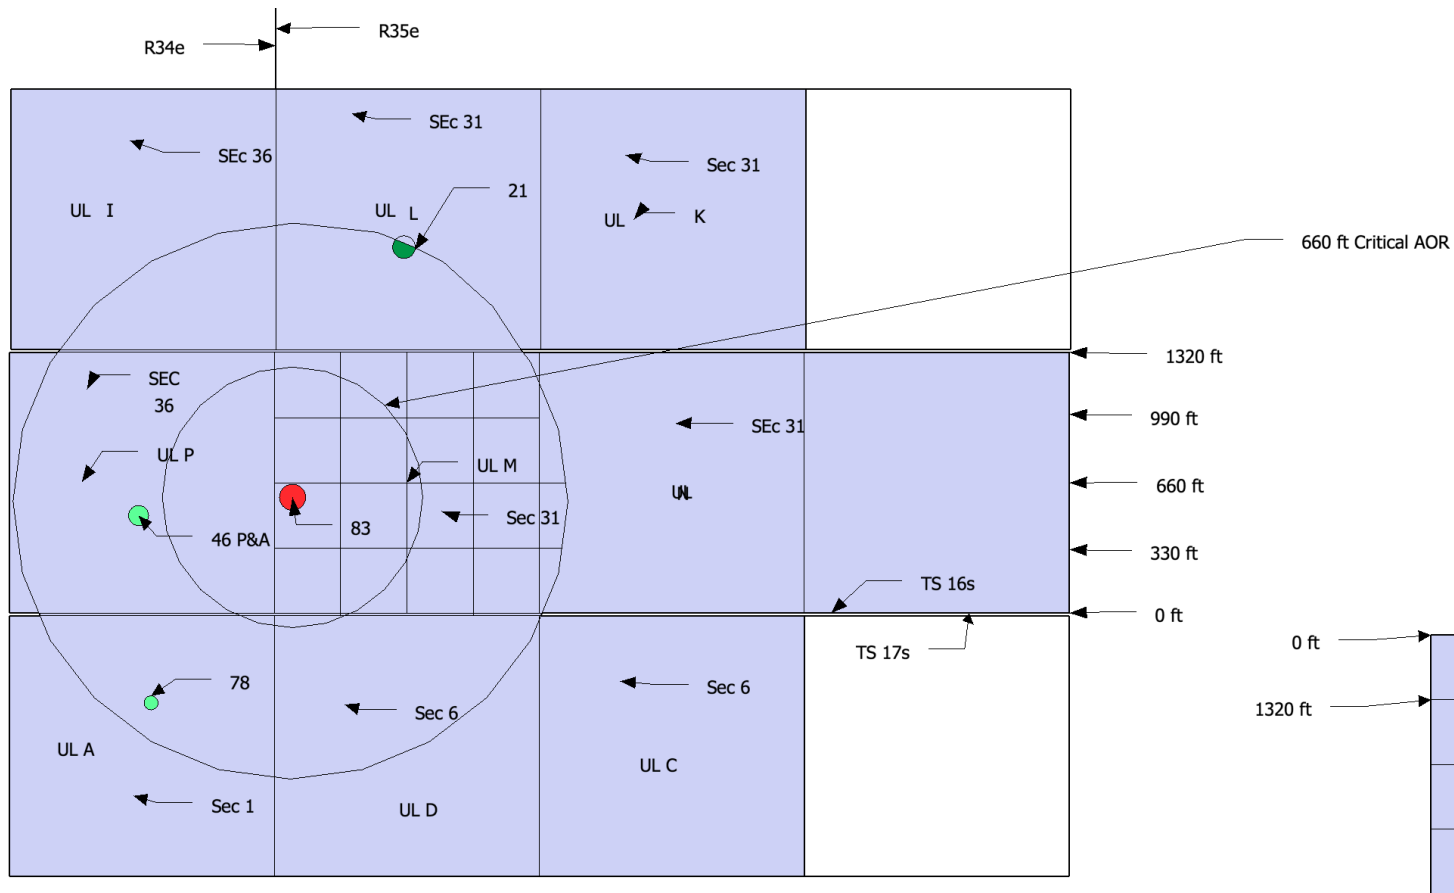 R35e
R34e
SEc 31
SEc 36
Sec 31
21
UL I
UL L
UL K
660 ft Critical AOR
1320 ft
SEC
36
990 ft
SEc 31
UL P
UL M
660 ft
UL
N
Sec 31
83
46 P&A
330 ft
TS 16s
0 ft
TS 17s
0 ft
78
Sec 6
Sec 6
1320 ft
UL A
UL C
Sec 1
UL D